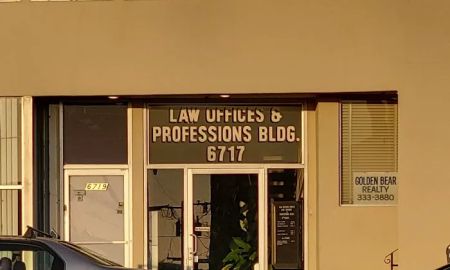 LAW OFFICES &
PROFESSIONS BLDG.
6717
6719
GOLDEN BEAR
REALTY
333-3880